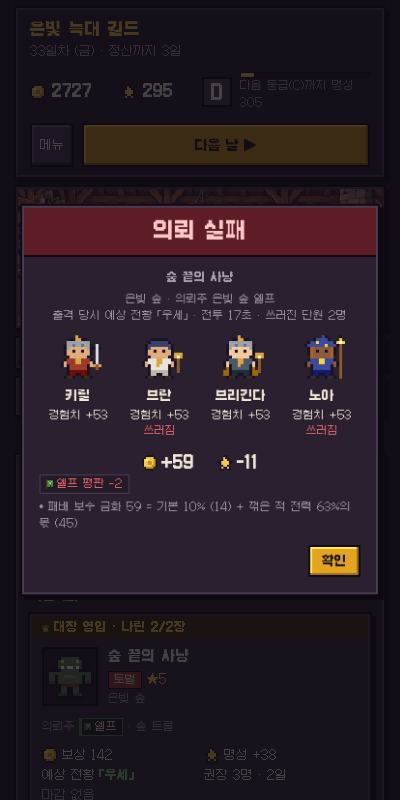 은빛 늑대 길드
33일차 (금) · 정산까지 3일
2727 295 D 다음 등급(C)까지 명성 305
메뉴 다음 날 ▶
의뢰 실패
숲 끝의 사냥
은빛 숲 · 의뢰주 은빛 숲 엘프
출격 당시 예상 전황 「우세」 · 전투 17초 · 쓰러진 단원 2명
키릴 브란 브리긴다 노아
경험치 +53 경험치 +53 경험치 +53 경험치 +53
쓰러짐 쓰러짐
+59 -11
엘프 평판 -2
• 패배 보수 금화 59 = 기본 10% (14) + 꺾은 적 전력 63%의
몫 (45)
확인
대장 영입 · 나린 2/2장
숲 끝의 사냥
토벌 ★5
은빛 숲
의뢰주 엘프 · 숲 트롤
보상 142 명성 +38
예상 전황 「우세」 권장 3명 · 2일
마감 없음